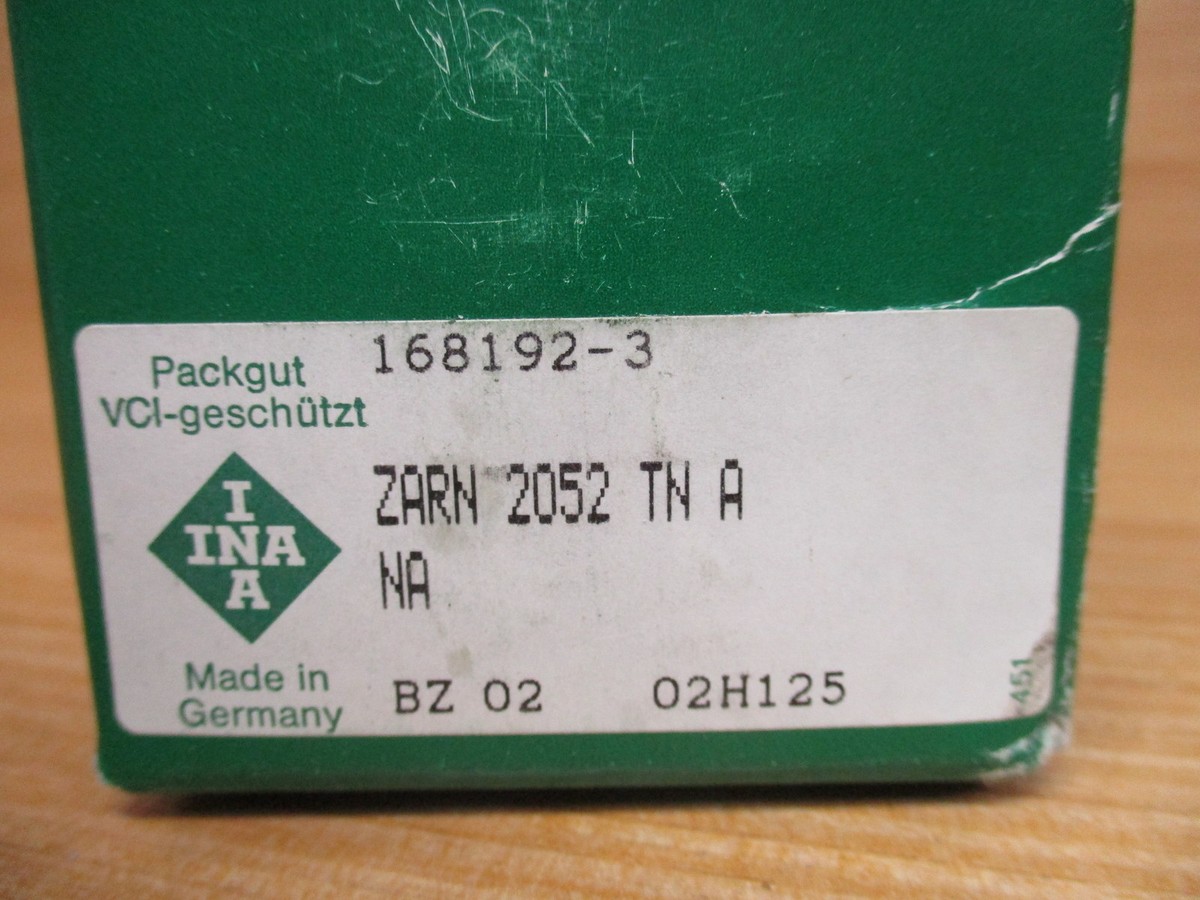 168192-3
Packgut
VCI-geschützt
ZARN 2052 TN A
NA
I
INA
A
Made in
Germany
BZ 02 02H125
451